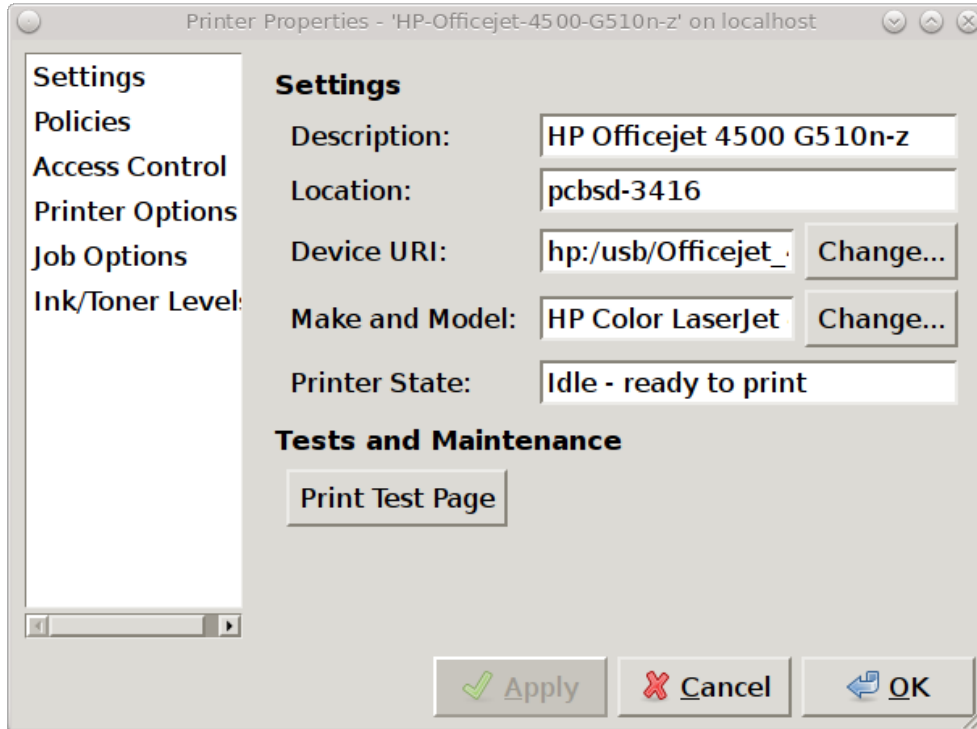 Printer Properties - 'HP-Officejet-4500-G510n-z' on localhost
Settings
Policies
Access Control
Printer Options
Job Options
Ink/Toner Level
Settings
Description: HP Officejet 4500 G510n-z
Location: pcbsd-3416
Device URI: hp:/usb/Officejet_ Change...
Make and Model: HP Color LaserJet Change...
Printer State: Idle - ready to print
Tests and Maintenance
Print Test Page
Apply Cancel OK